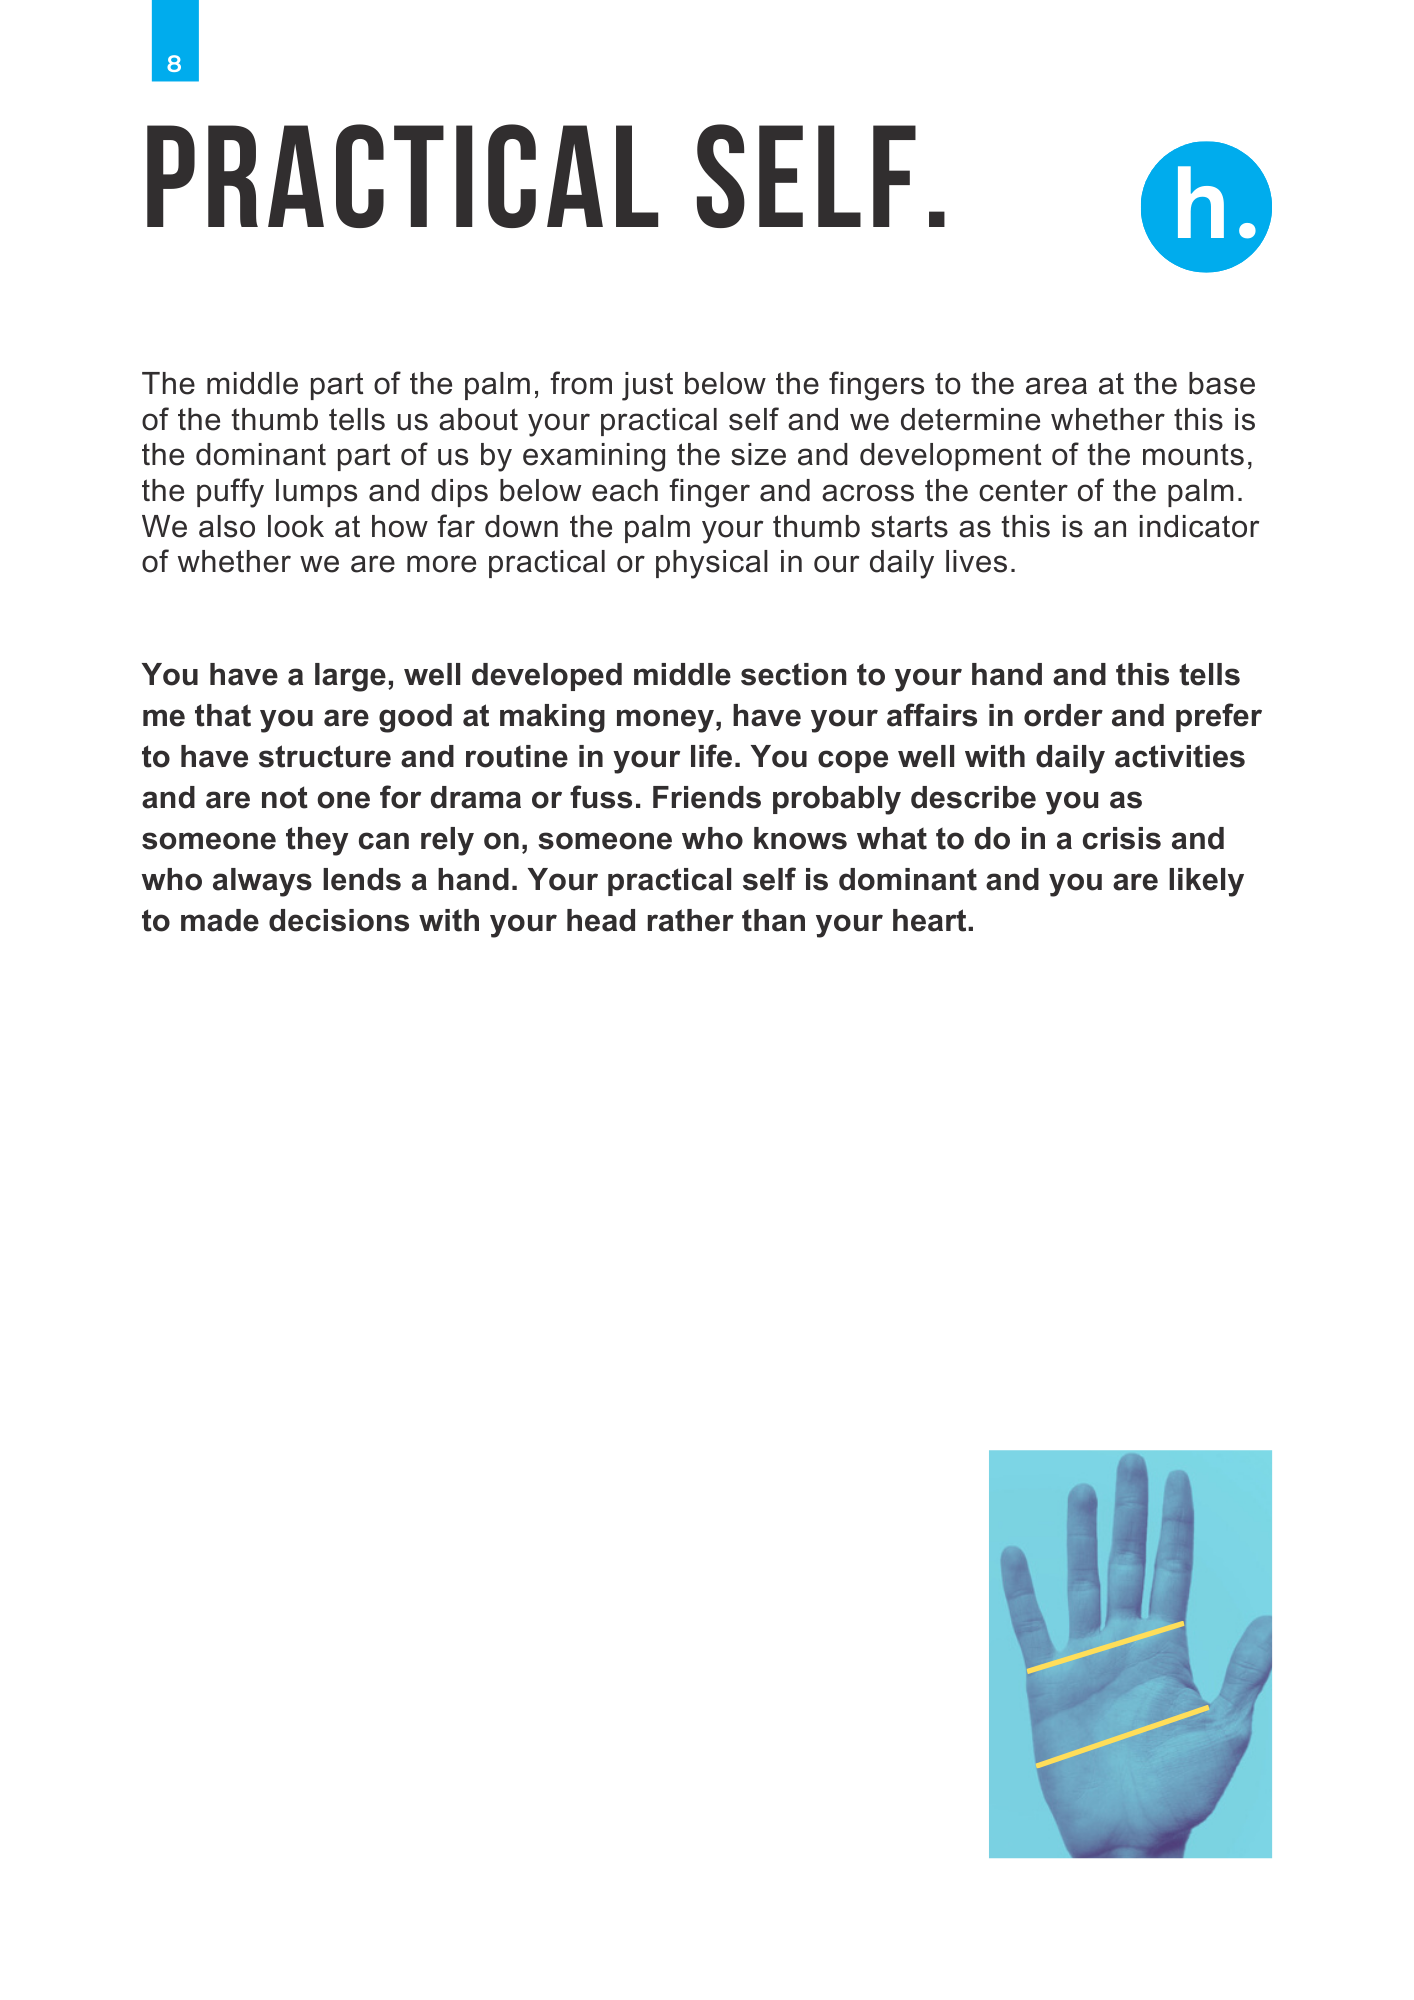 8
PRACTICAL SELF.
h.
The middle part of the palm, from just below the fingers to the area at the base
of the thumb tells us about your practical self and we determine whether this is
the dominant part of us by examining the size and development of the mounts,
the puffy lumps and dips below each finger and across the center of the palm.
We also look at how far down the palm your thumb starts as this is an indicator
of whether we are more practical or physical in our daily lives.
You have a large, well developed middle section to your hand and this tells
me that you are good at making money, have your affairs in order and prefer
to have structure and routine in your life. You cope well with daily activities
and are not one for drama or fuss. Friends probably describe you as
someone they can rely on, someone who knows what to do in a crisis and
who always lends a hand. Your practical self is dominant and you are likely
to made decisions with your head rather than your heart.